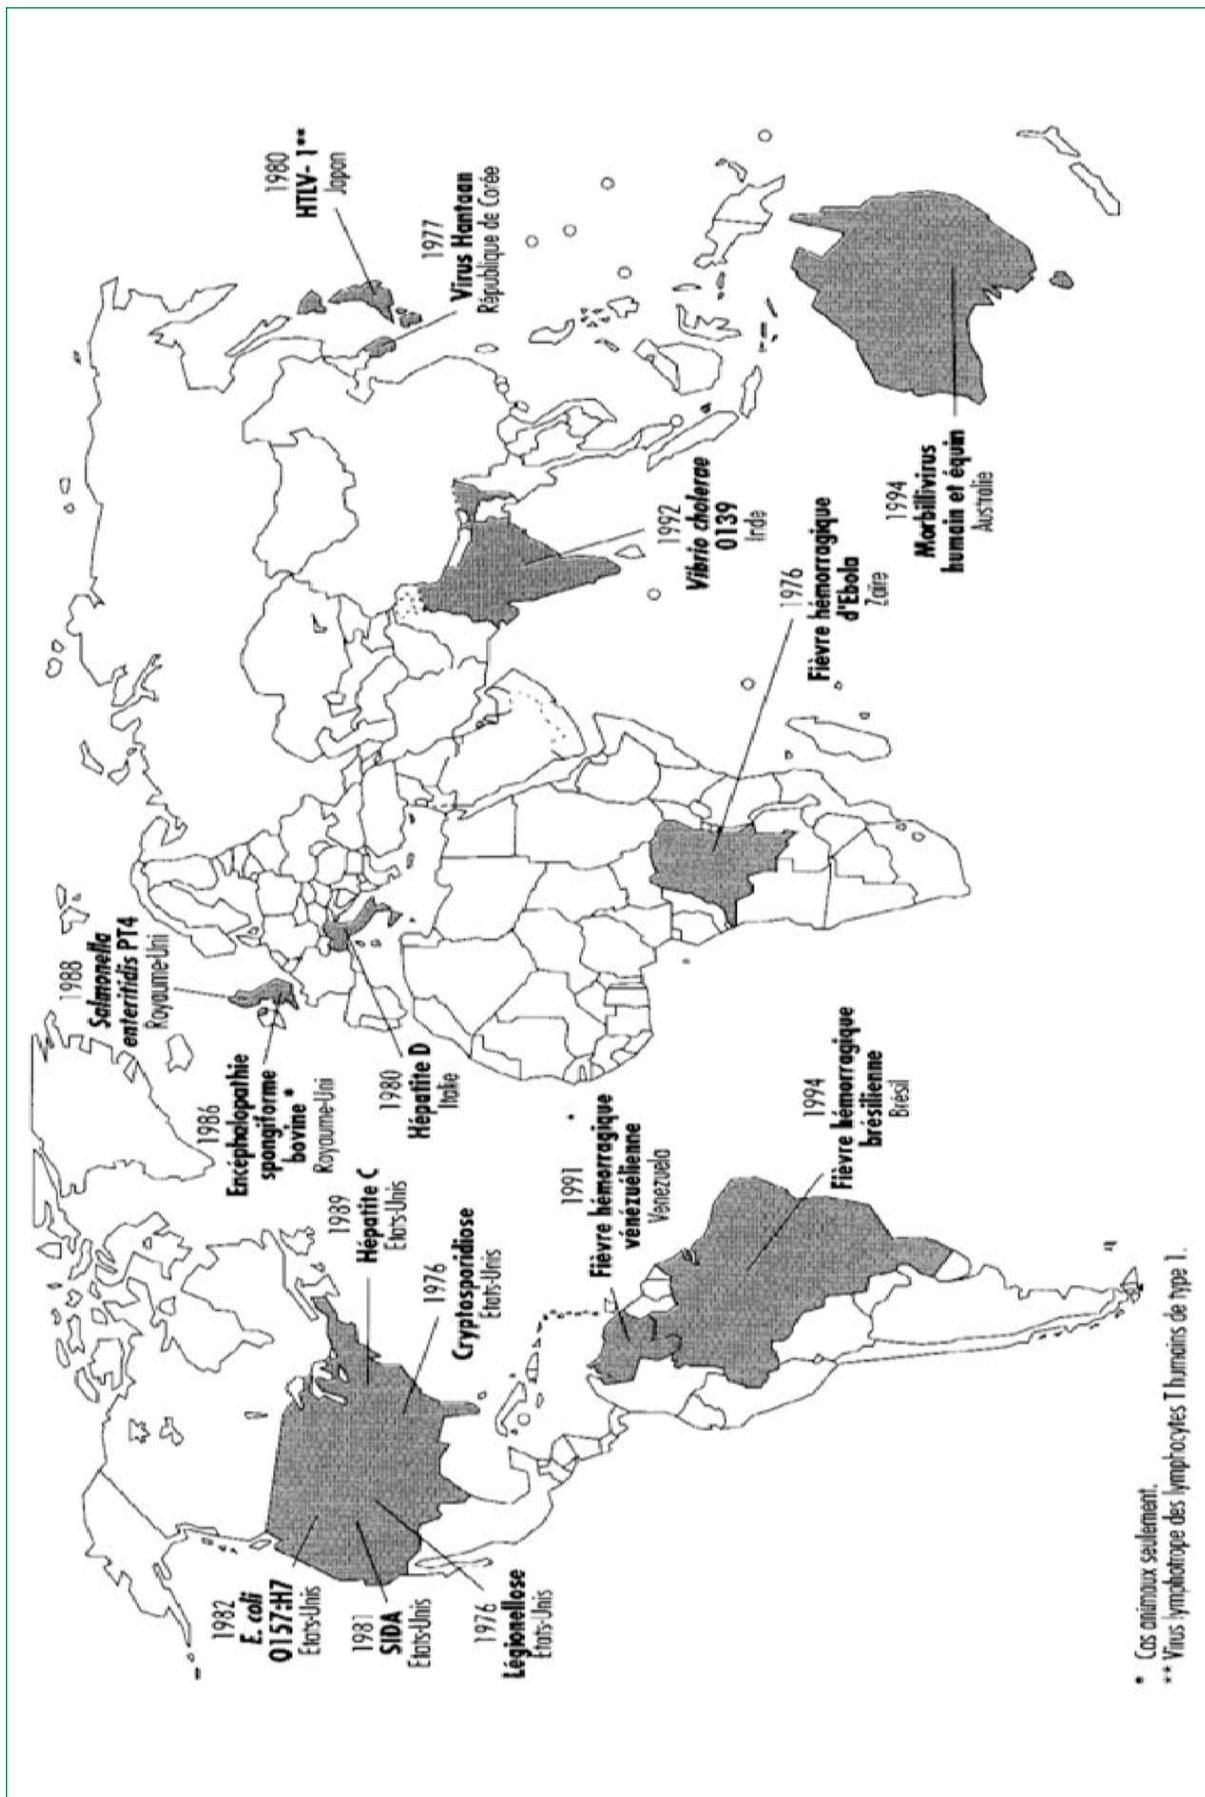 1982
E. coli
O157:H7
Etats-Unis
1981
SIDA
Etats-Unis
1976
Légionellose
Etats-Unis
1989
Hépatite C
Etats-Unis
1976
Cryptosporidiose
Etats-Unis
1991
Fièvre hémorragique
vénézuélienne
Venezuela
1994
Fièvre hémorragique
brésilienne
Brésil
1988
Salmonella
enteritidis PT4
Royaume-Uni
1986
Encéphalopathie
spongiforme
bovine *
Royaume-Uni
1980
Hépatite D
Italie
1976
Fièvre hémorragique
d'Ebola
Zaïre
1992
Vibrio cholerae
0139
Inde
1980
HTLV- 1**
Japon
1977
Virus Hantaan
République de Corée
1994
Morbillivirus
humain et équin
Australie
* Cas animaux seulement.
** Virus lymphotrope des lymphocytes T humains de type 1.